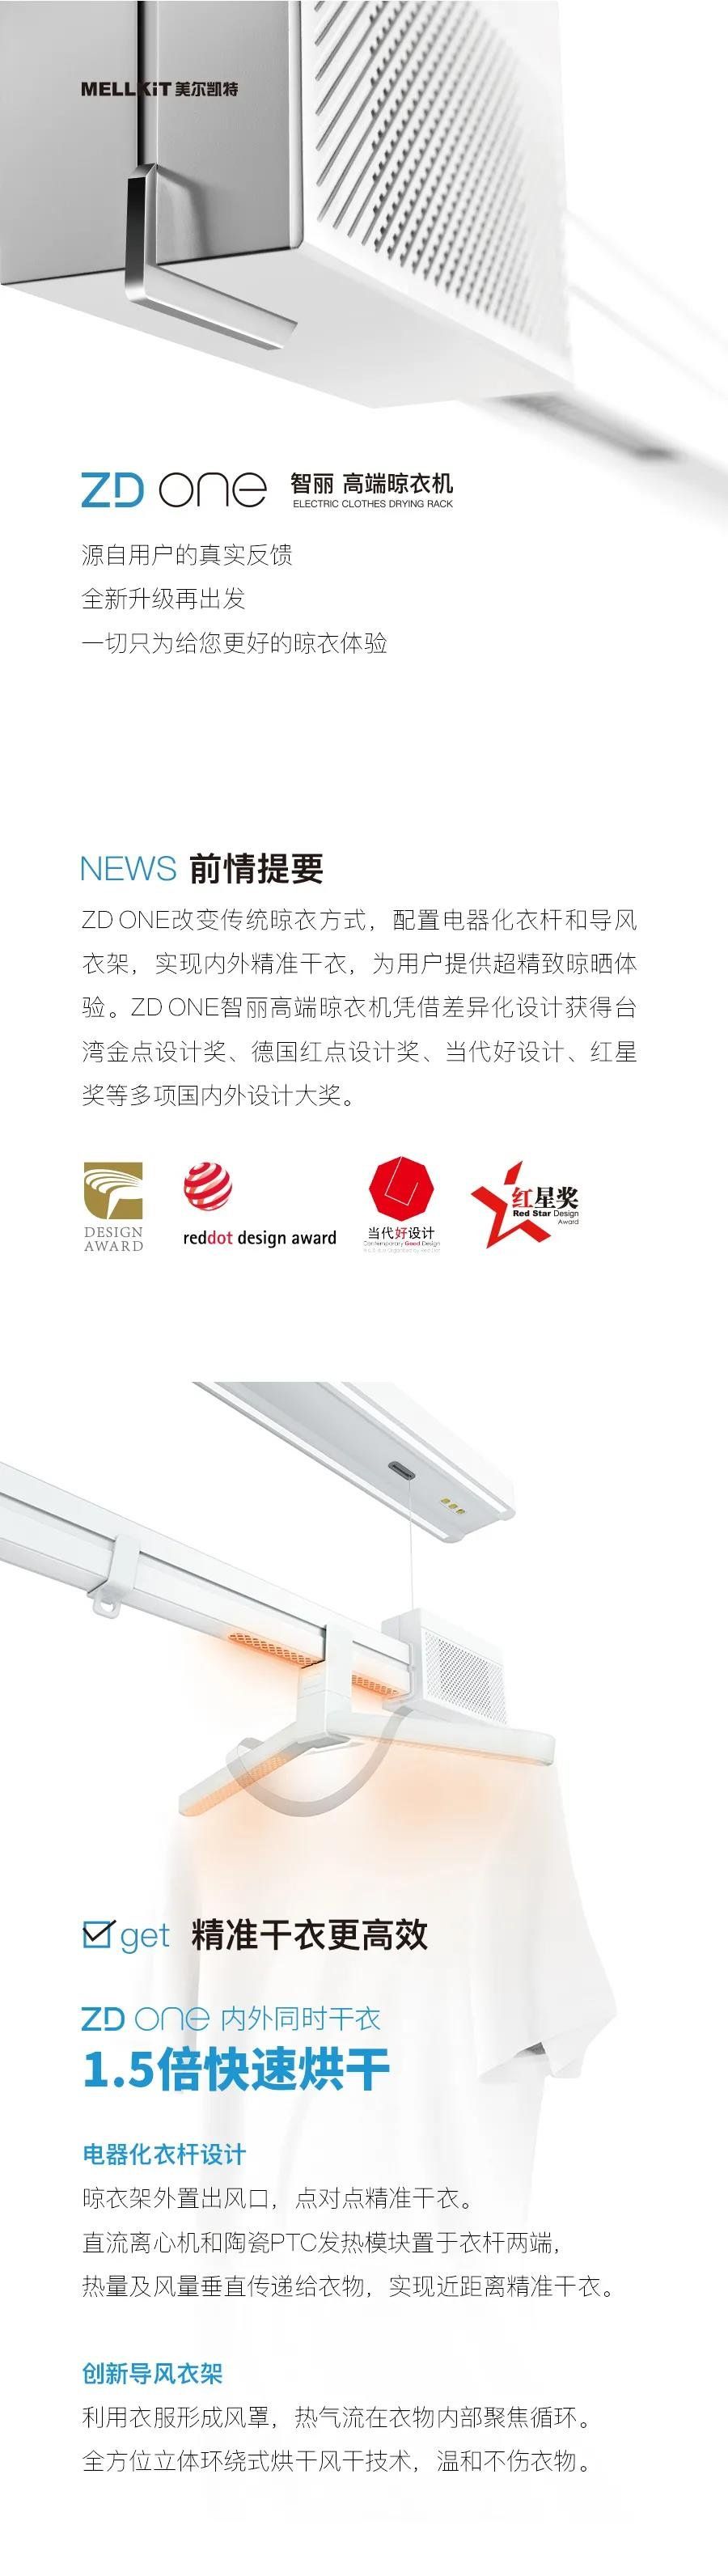 MELLKiT 美尔凯特
ZD one 智丽 高端晾衣机
ELECTRIC CLOTHES DRYING RACK
源自用户的真实反馈
全新升级再出发
一切只为给您更好的晾衣体验
NEWS 前情提要
ZD ONE改变传统晾衣方式，配置电器化衣杆和导风
衣架，实现内外精准干衣，为用户提供超精致晾晒体
验。ZD ONE智丽高端晾衣机凭借差异化设计获得台
湾金点设计奖、德国红点设计奖、当代好设计、红星
奖等多项国内外设计大奖。
DESIGN
AWARD
reddot design award
当代好设计
Contemporary Good Design
红星奖
Red Star Design
Award
get 精准干衣更高效
ZD one 内外同时干衣
1.5倍快速烘干
电器化衣杆设计
晾衣架外置出风口，点对点精准干衣。
直流离心机和陶瓷PTC发热模块置于衣杆两端，
热量及风量垂直传递给衣物，实现近距离精准干衣。
创新导风衣架
利用衣服形成风罩，热气流在衣物内部聚焦循环。
全方位立体环绕式烘干风干技术，温和不伤衣物。